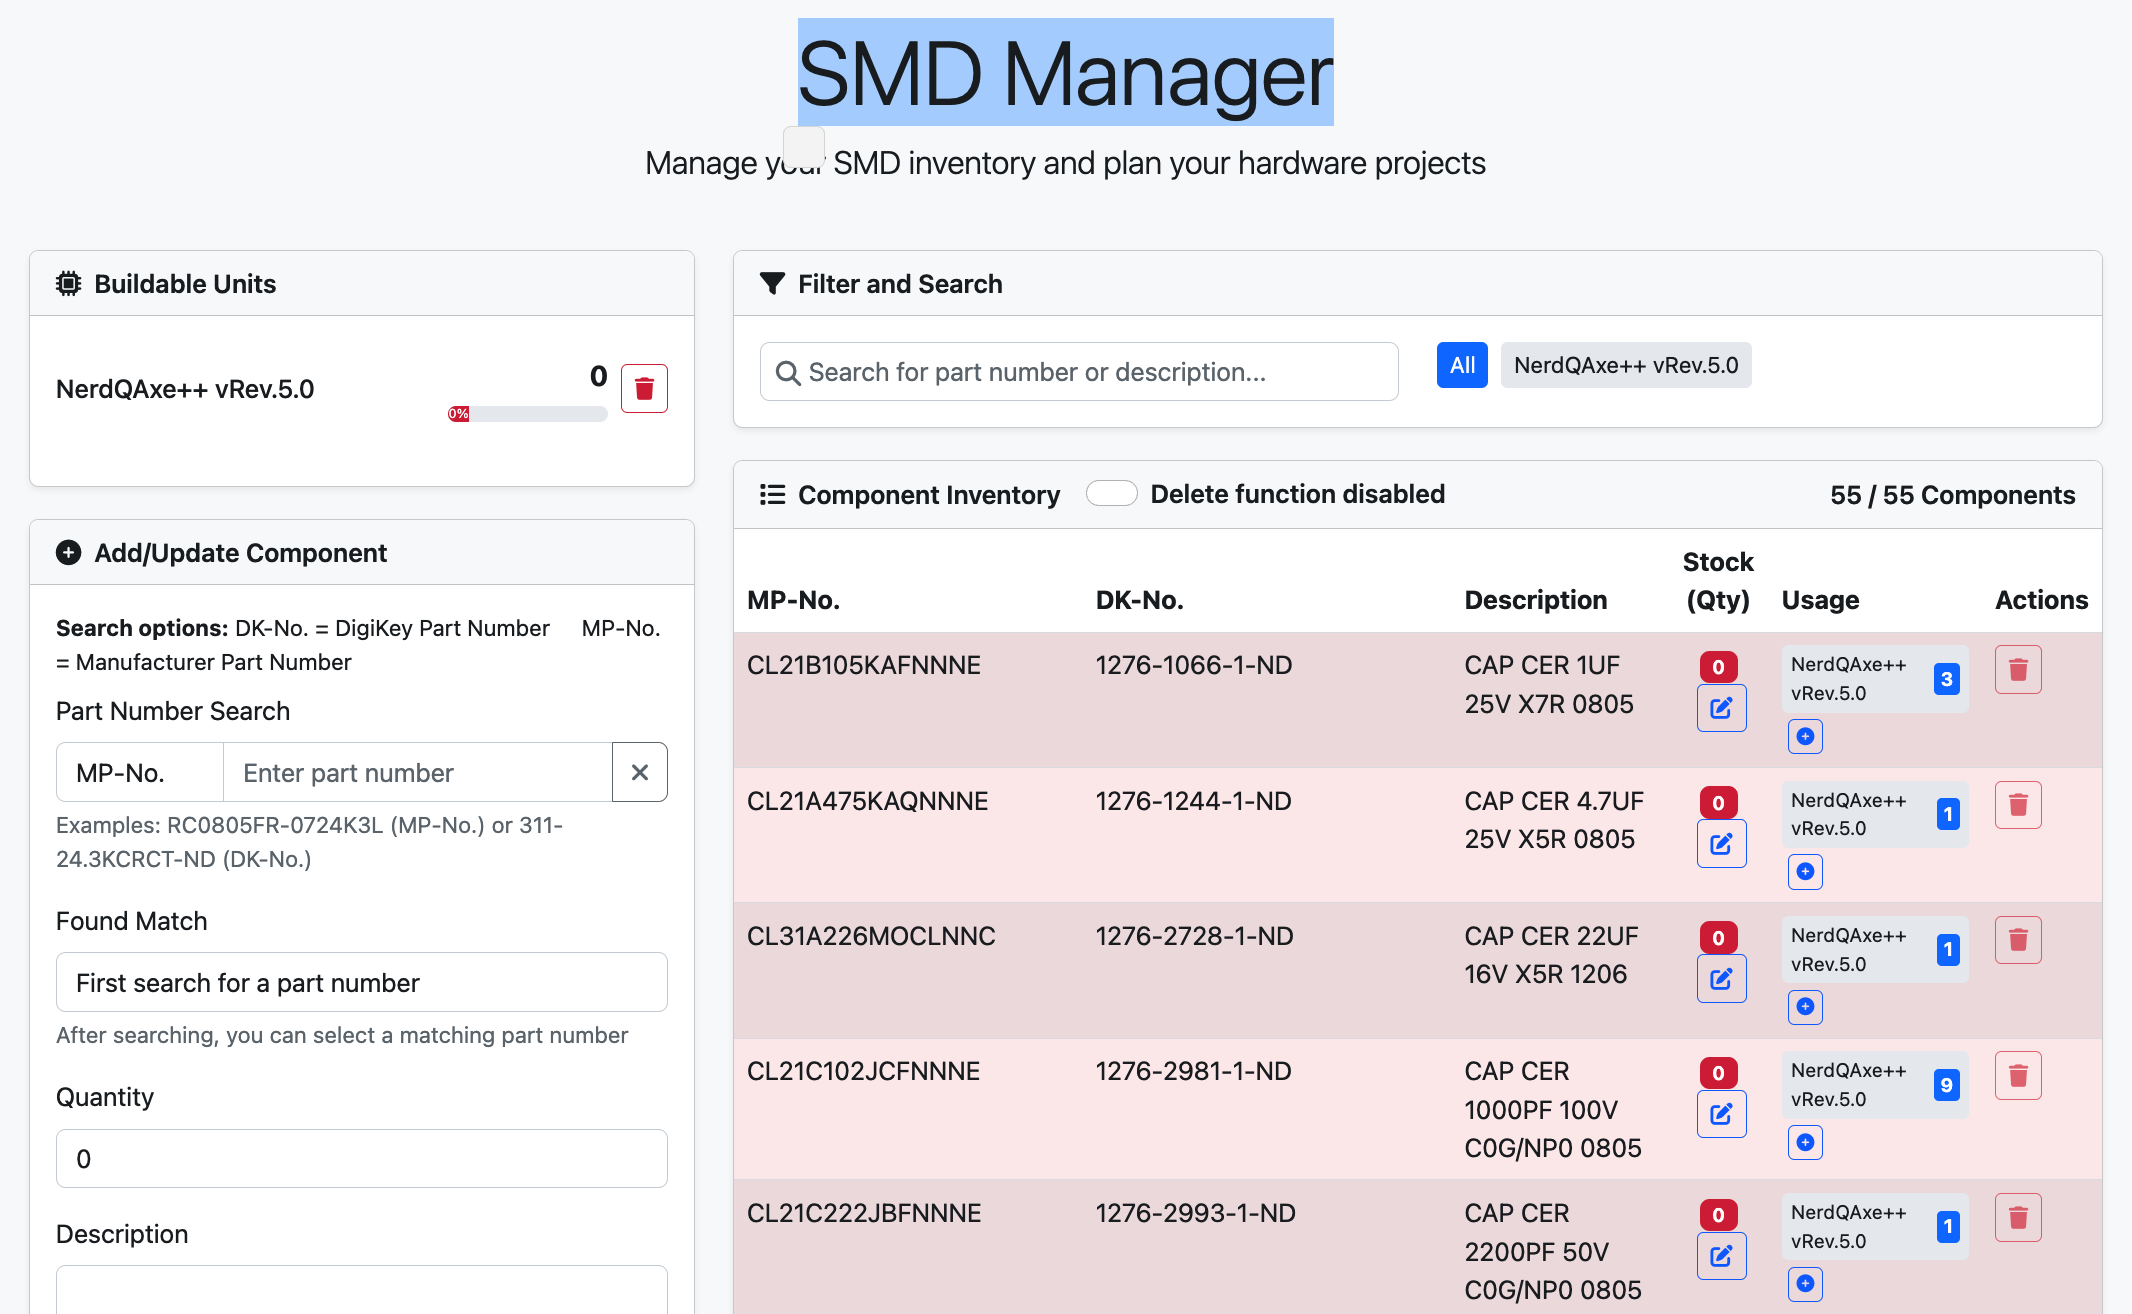 SMD Manager
Manage your SMD inventory and plan your hardware projects
Buildable Units
NerdQAxe++ vRev.5.0
0
0%
Add/Update Component
Search options: DK-No. = DigiKey Part Number MP-No.
= Manufacturer Part Number
Part Number Search
MP-No.
Enter part number
Examples: RC0805FR-0724K3L (MP-No.) or 311-
24.3KCRCT-ND (DK-No.)
Found Match
First search for a part number
After searching, you can select a matching part number
Quantity
0
Description
Filter and Search
Search for part number or description...
All
NerdQAxe++ vRev.5.0
Component Inventory
Delete function disabled
55 / 55 Components
MP-No. DK-No. Description Stock (Qty) Usage Actions
CL21B105KAFNNNE 1276-1066-1-ND CAP CER 1UF 0 NerdQAxe++ 3
25V X7R 0805 vRev.5.0
CL21A475KAQNNNE 1276-1244-1-ND CAP CER 4.7UF 0 NerdQAxe++ 1
25V X5R 0805 vRev.5.0
CL31A226MOCLNNC 1276-2728-1-ND CAP CER 22UF 0 NerdQAxe++ 1
16V X5R 1206 vRev.5.0
CL21C102JCFNNNE 1276-2981-1-ND CAP CER 0 NerdQAxe++ 9
1000PF 100V vRev.5.0
C0G/NP0 0805
CL21C222JBFNNNE 1276-2993-1-ND CAP CER 0 NerdQAxe++ 1
2200PF 50V vRev.5.0
C0G/NP0 0805